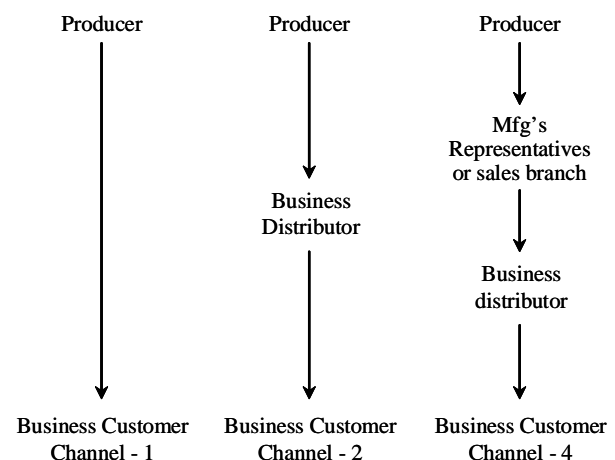 Producer
Producer
Producer
Mfg's
Representatives
or sales branch
Business
Distributor
Business
distributor
Business Customer
Channel - 1
Business Customer
Channel - 2
Business Customer
Channel - 4